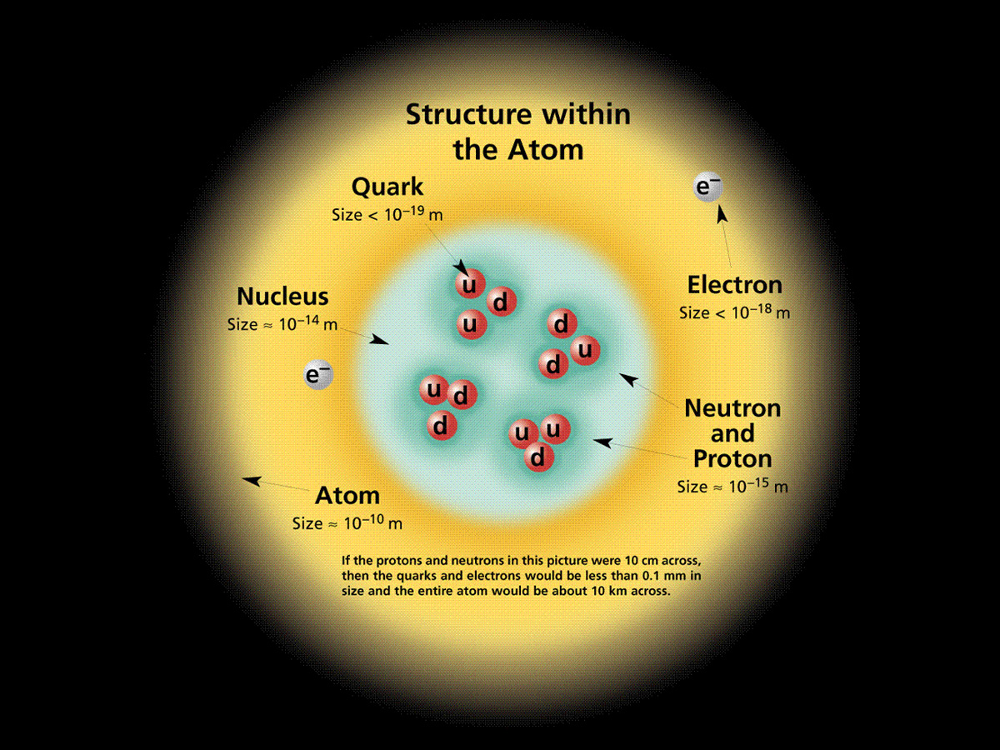 Structure within
the Atom
Quark
Size < 10⁻¹⁹ m
e⁻
Nucleus
Size ≈ 10⁻¹⁴ m
Electron
Size < 10⁻¹⁸ m
u
d
u
d
u
d
e⁻
u
d
d
u
u
d
Neutron
and
Proton
Size ≈ 10⁻¹⁵ m
Atom
Size ≈ 10⁻¹⁰ m
If the protons and neutrons in this picture were 10 cm across,
then the quarks and electrons would be less than 0.1 mm in
size and the entire atom would be about 10 km across.